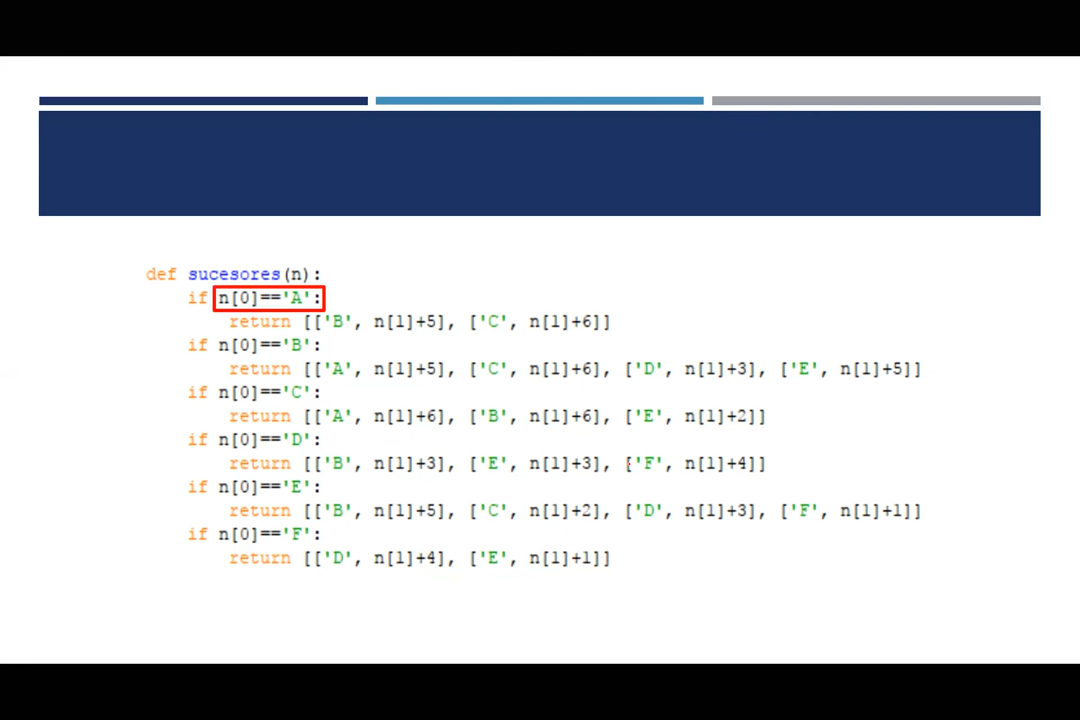 def sucesores(n):
if n[0]=='A':
return [['B', n[1]+5], ['C', n[1]+6]]
if n[0]=='B':
return [['A', n[1]+5], ['C', n[1]+6], ['D', n[1]+3], ['E', n[1]+5]]
if n[0]=='C':
return [['A', n[1]+6], ['B', n[1]+6], ['E', n[1]+2]]
if n[0]=='D':
return [['B', n[1]+3], ['E', n[1]+3], ['F', n[1]+4]]
if n[0]=='E':
return [['B', n[1]+5], ['C', n[1]+2], ['D', n[1]+3], ['F', n[1]+1]]
if n[0]=='F':
return [['D', n[1]+4], ['E', n[1]+1]]